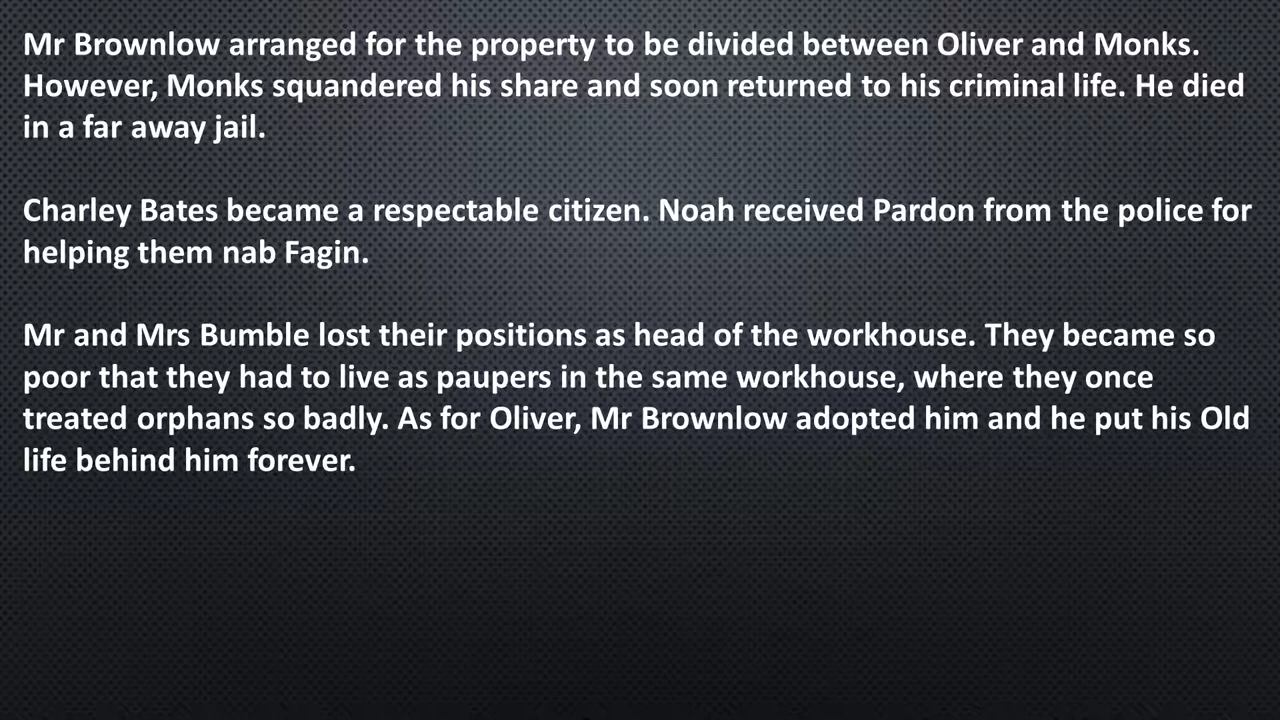 Mr Brownlow arranged for the property to be divided between Oliver and Monks.
However, Monks squandered his share and soon returned to his criminal life. He died
in a far away jail.
Charley Bates became a respectable citizen. Noah received Pardon from the police for
helping them nab Fagin.
Mr and Mrs Bumble lost their positions as head of the workhouse. They became so
poor that they had to live as paupers in the same workhouse, where they once
treated orphans so badly. As for Oliver, Mr Brownlow adopted him and he put his Old
life behind him forever.